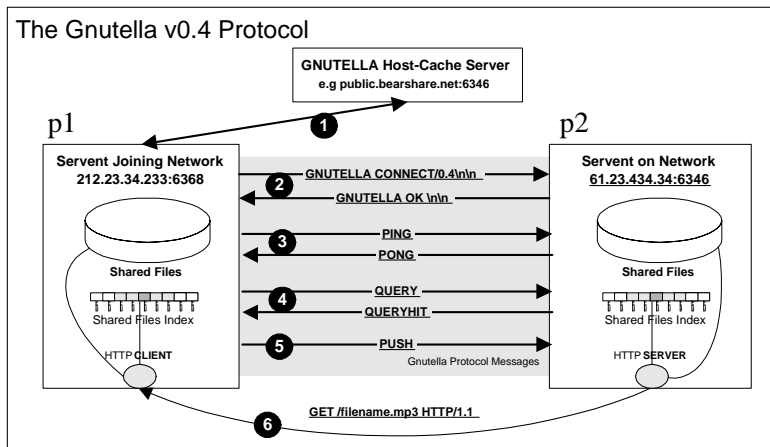 The Gnutella v0.4 Protocol
GNUTELLA Host-Cache Server
e.g public.bearshare.net:6346
1
p1
p2
Servent Joining Network
212.23.34.233:6368
Servent on Network
61.23.434.34:6346
2
GNUTELLA CONNECT/0.4\n\n
GNUTELLA OK \n\n
3
PING
PONG
Shared Files
Shared Files
4
QUERY
QUERYHIT
Shared Files Index
Shared Files Index
5
PUSH
Gnutella Protocol Messages
HTTP CLIENT
HTTP SERVER
6
GET /filename.mp3 HTTP/1.1